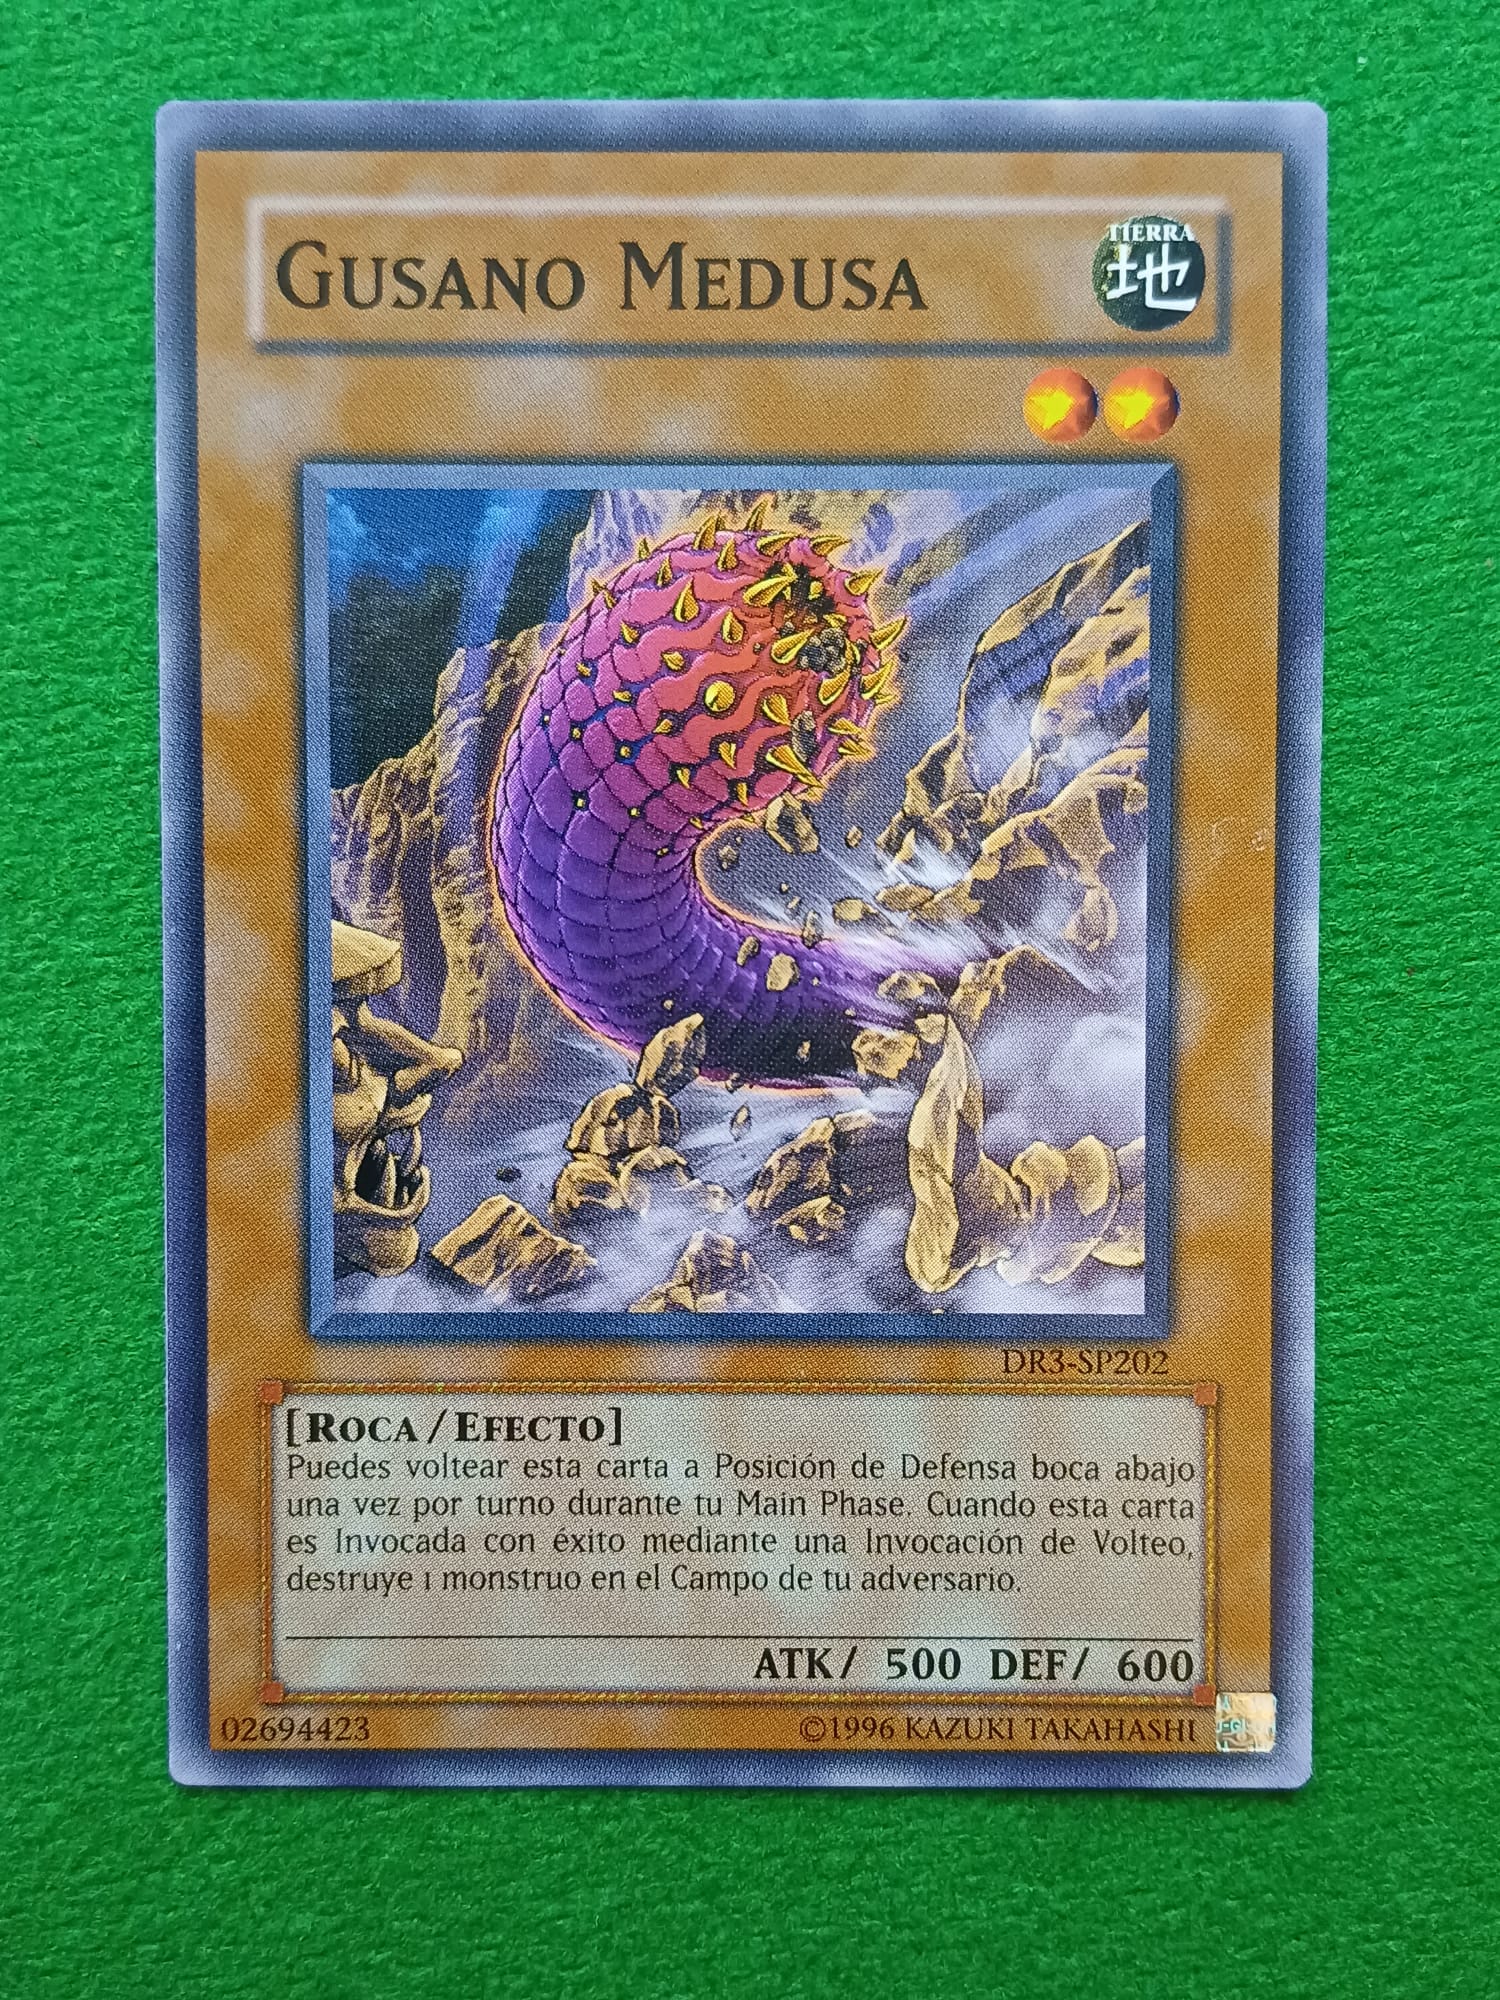 GUSANO MEDUSA
TIERRA
地
DR3-SP202
[ROCA/EFECTO]
Puedes voltear esta carta a Posición de Defensa boca abajo
una vez por turno durante tu Main Phase. Cuando esta carta
es Invocada con éxito mediante una Invocación de Volteo,
destruye 1 monstruo en el Campo de tu adversario.
ATK/ 500 DEF/ 600
02694423
©1996 KAZUKI TAKAHASHI